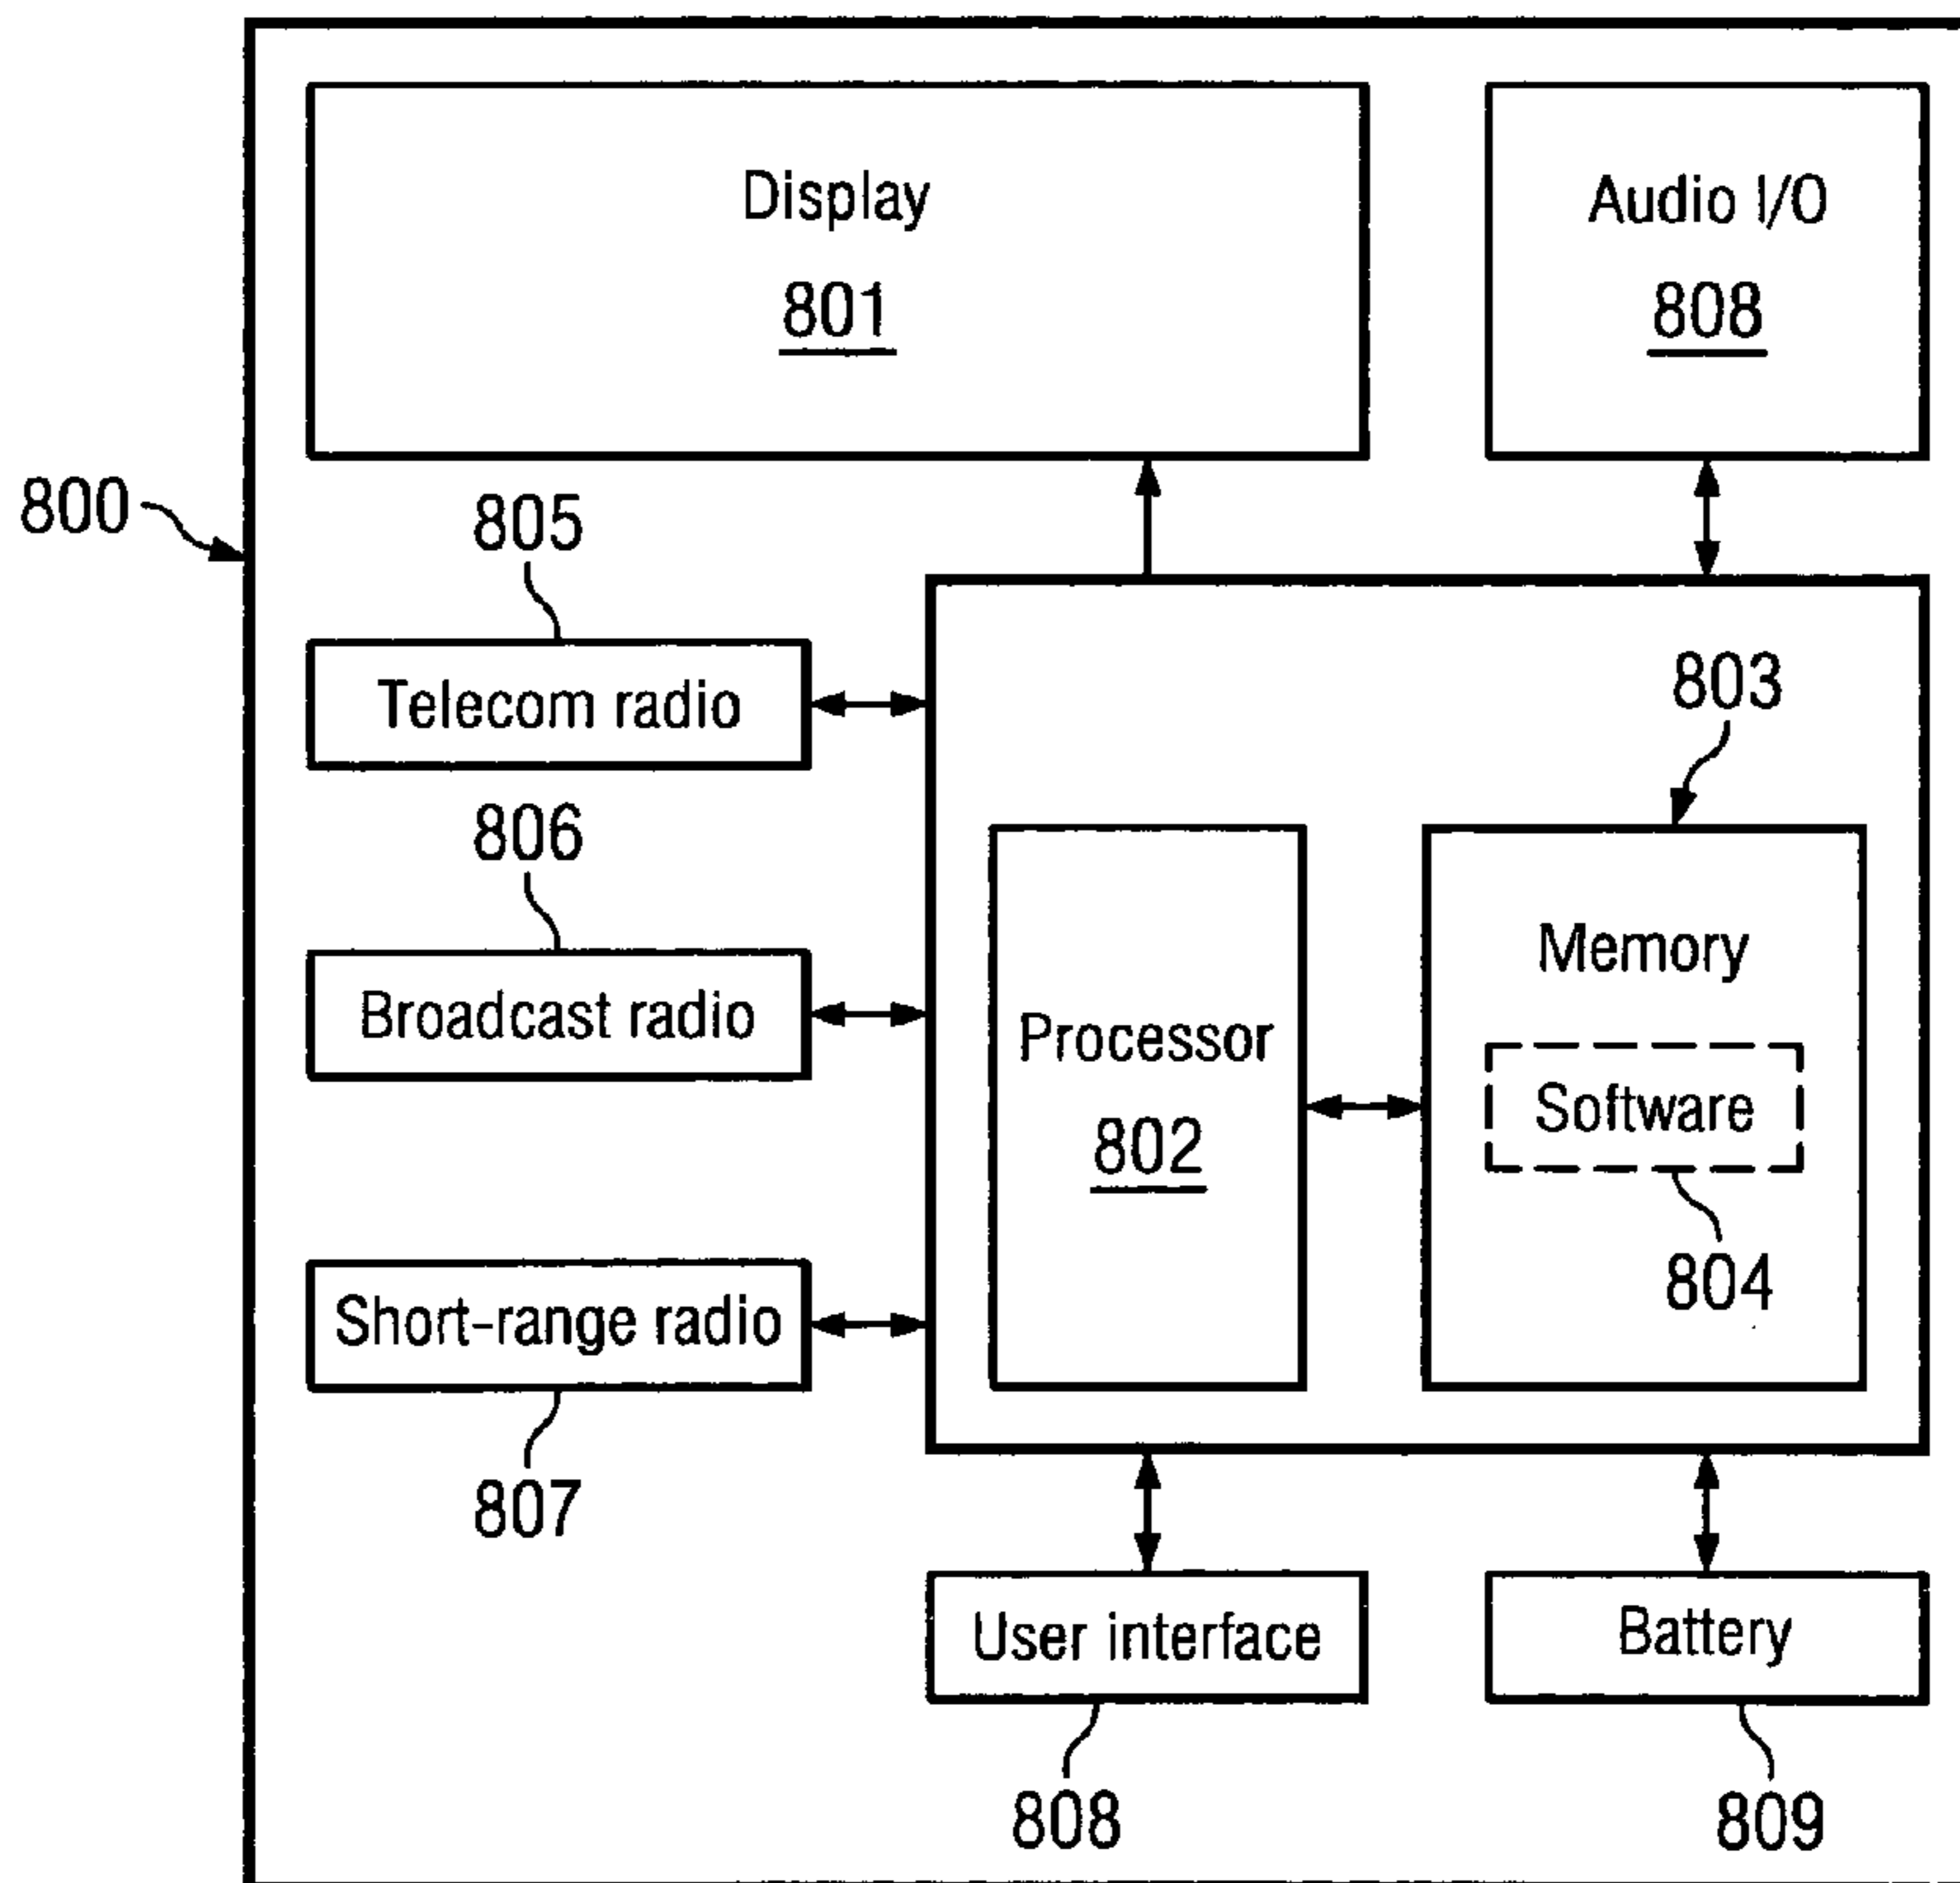 Display
801
Audio I/O
808
800
805
Telecom radio
803
806
Broadcast radio
Memory
Processor
802
Software
804
Short-range radio
807
User interface
Battery
808
809